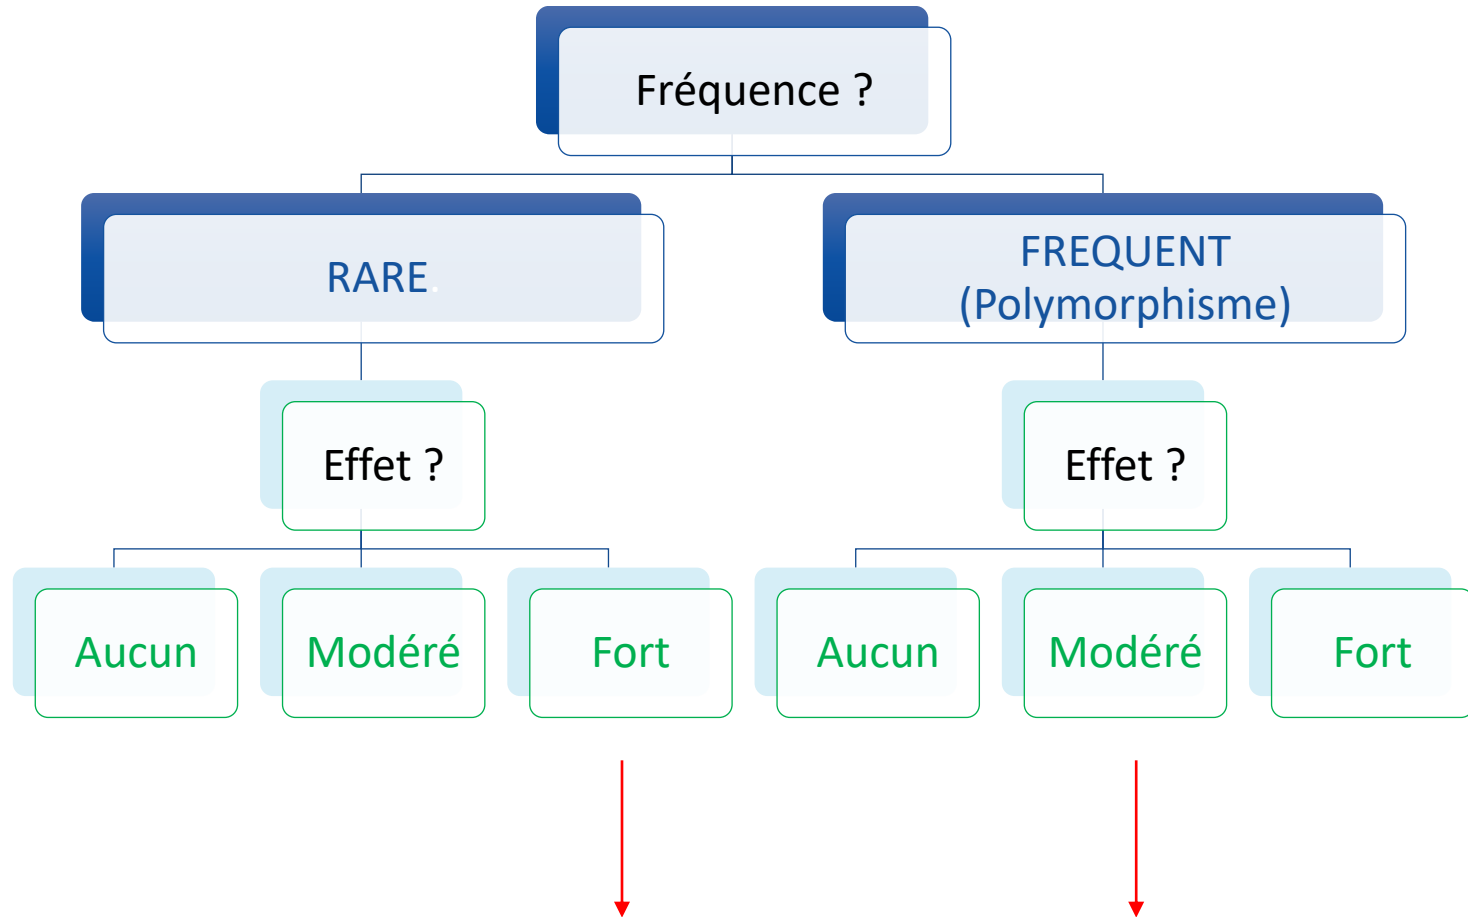 Fréquence ?
RARE.
FREQUENT
(Polymorphisme)
Effet ?
Effet ?
Aucun
Modéré
Fort
Aucun
Modéré
Fort